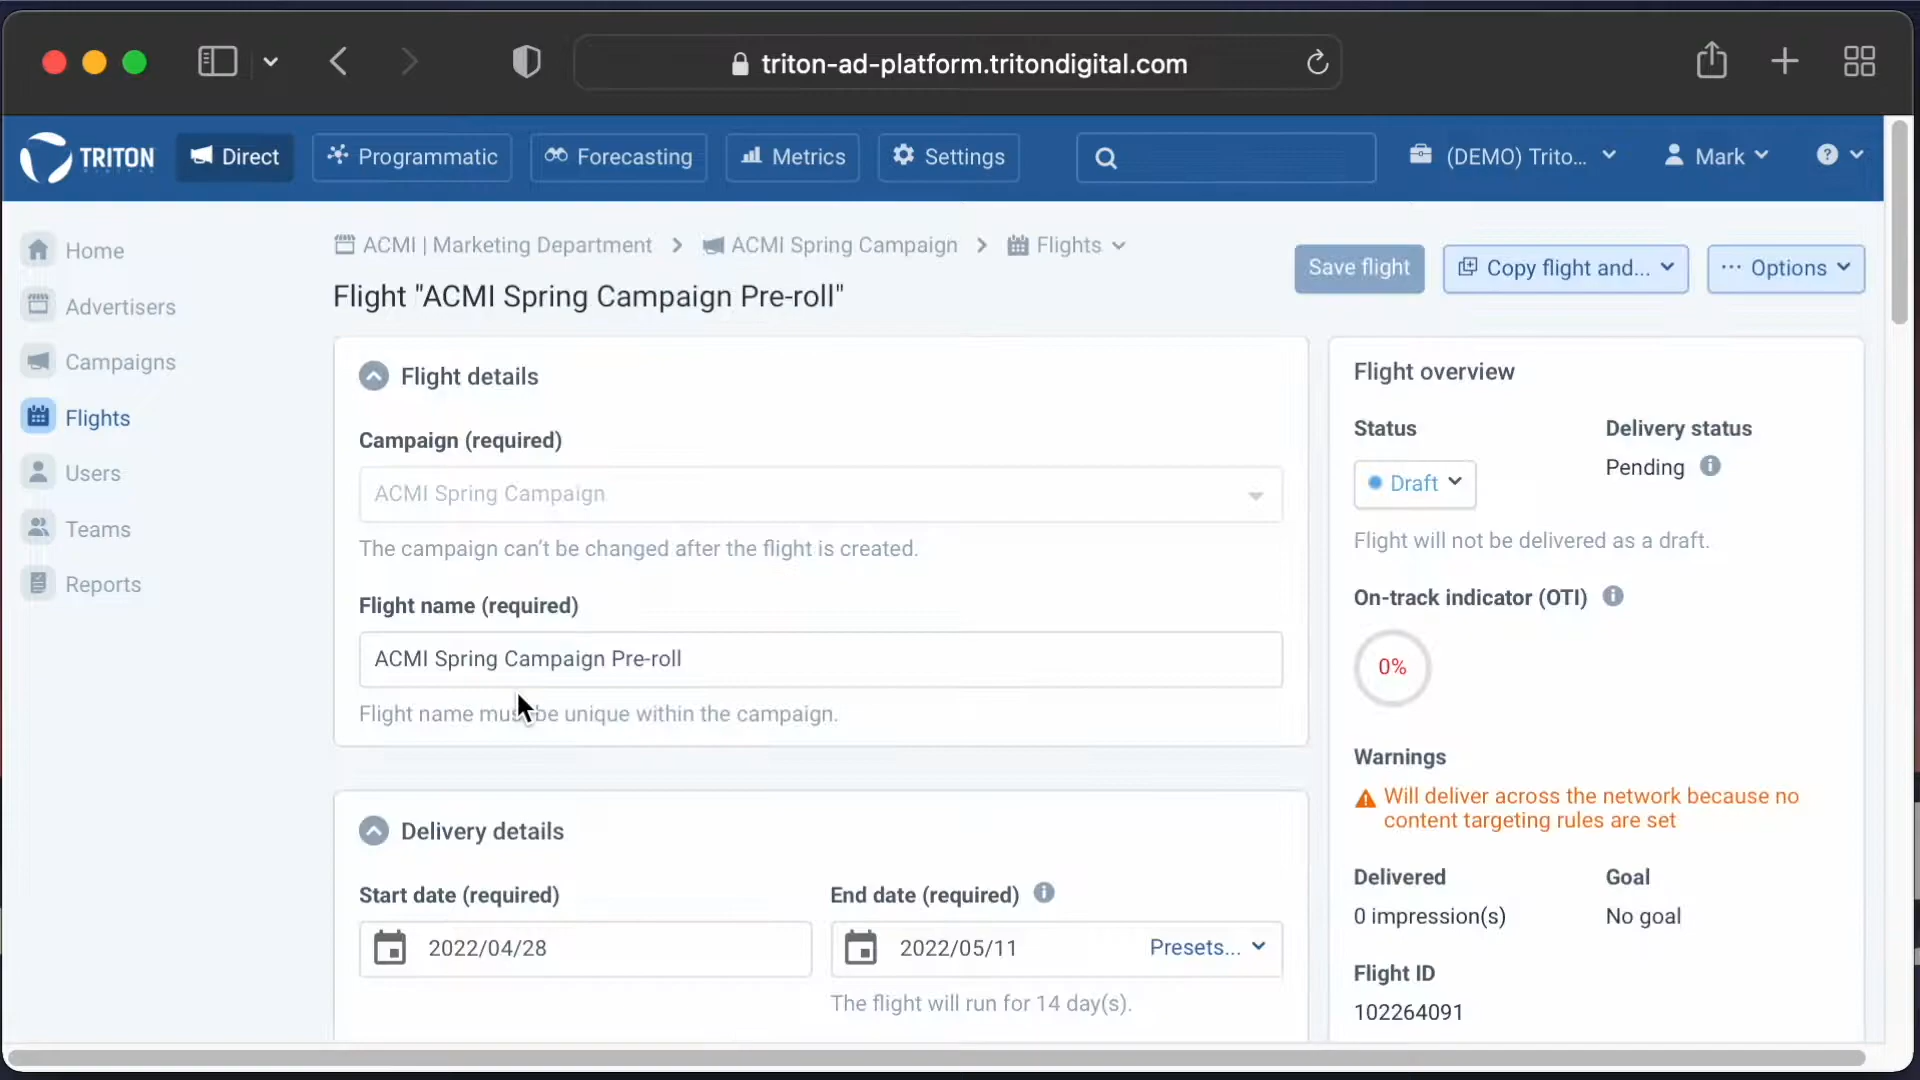 triton-ad-platform.tritondigital.com
TRITON
Direct
Programmatic
Forecasting
Metrics
Settings
(DEMO) Trito...
Mark
Home
Advertisers
Campaigns
Flights
Users
Teams
Reports
ACMI | Marketing Department > ACMI Spring Campaign > Flights
Flight "ACMI Spring Campaign Pre-roll"
Save flight
Copy flight and...
Options
Flight details
Campaign (required)
ACMI Spring Campaign
The campaign can't be changed after the flight is created.
Flight name (required)
ACMI Spring Campaign Pre-roll
Flight name must be unique within the campaign.
Delivery details
Start date (required)
2022/04/28
End date (required)
2022/05/11
Presets...
The flight will run for 14 day(s).
Flight overview
Status
Draft
Delivery status
Pending
Flight will not be delivered as a draft.
On-track indicator (OTI)
0%
Warnings
Will deliver across the network because no
content targeting rules are set
Delivered
0 impression(s)
Goal
No goal
Flight ID
102264091